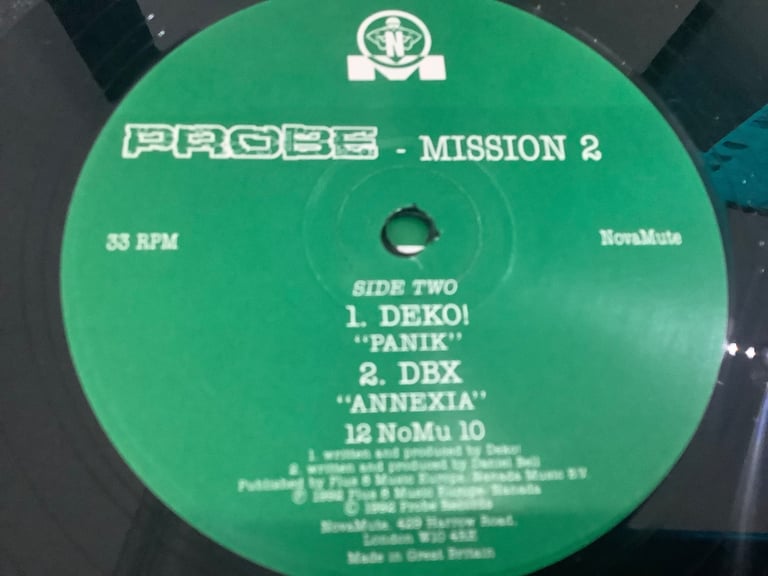 N
M
PROBE - MISSION 2
33 RPM
NovaMute
SIDE TWO
1. DEKO!
"PANIK"
2. DBX
"ANNEXIA"
12 NoMu 10
1. written and produced by Deko!
2. written and produced by Daniel Bell
Published by Plus 8 Music Europe, Nevada Music B.V.
℗ 1992 Plus 8 Music Europe, Nevada
© 1992 Probe Records
NovaMute, 429 Harrow Road,
London W10 4RE
Made in Great Britain